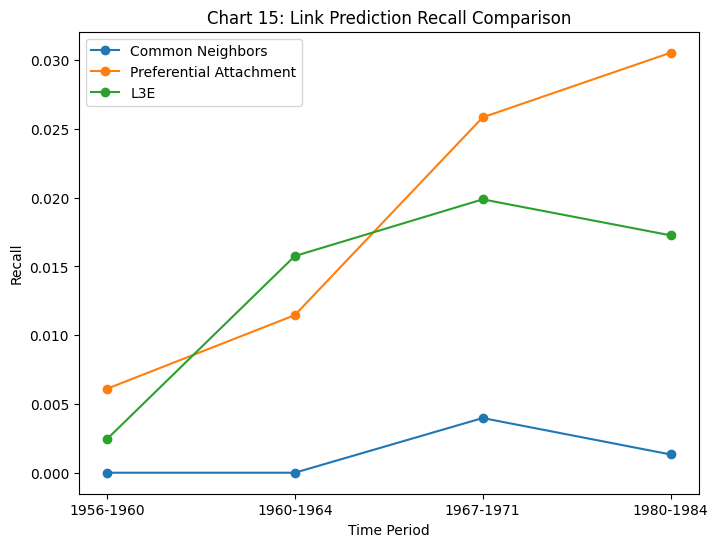 Chart 15: Link Prediction Recall Comparison
Common Neighbors
Preferential Attachment
L3E
0.030
0.025
0.020
0.015
0.010
0.005
0.000
Recall
1956-1960
1960-1964
1967-1971
1980-1984
Time Period